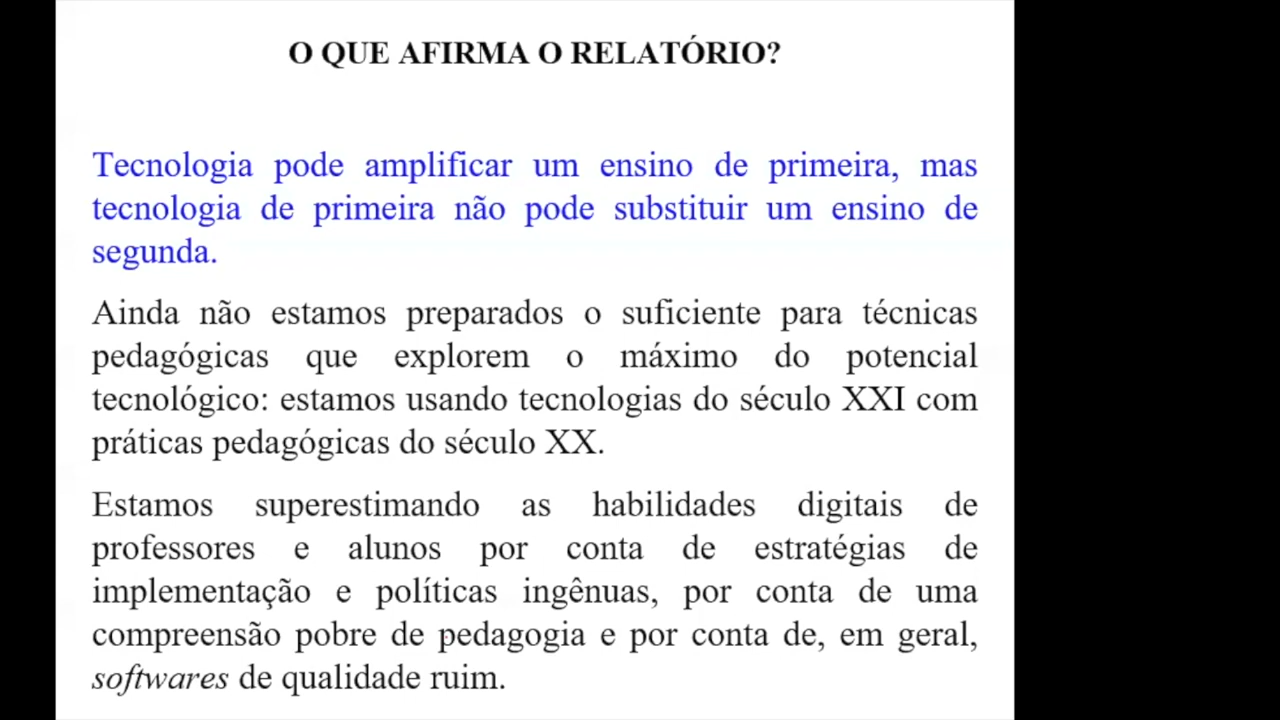 O QUE AFIRMA O RELATÓRIO?
Tecnologia pode amplificar um ensino de primeira, mas
tecnologia de primeira não pode substituir um ensino de
segunda.
Ainda não estamos preparados o suficiente para técnicas
pedagógicas que explorem o máximo do potencial
tecnológico: estamos usando tecnologias do século XXI com
práticas pedagógicas do século XX.
Estamos superestimando as habilidades digitais de
professores e alunos por conta de estratégias de
implementação e políticas ingênuas, por conta de uma
compreensão pobre de pedagogia e por conta de, em geral,
softwares de qualidade ruim.